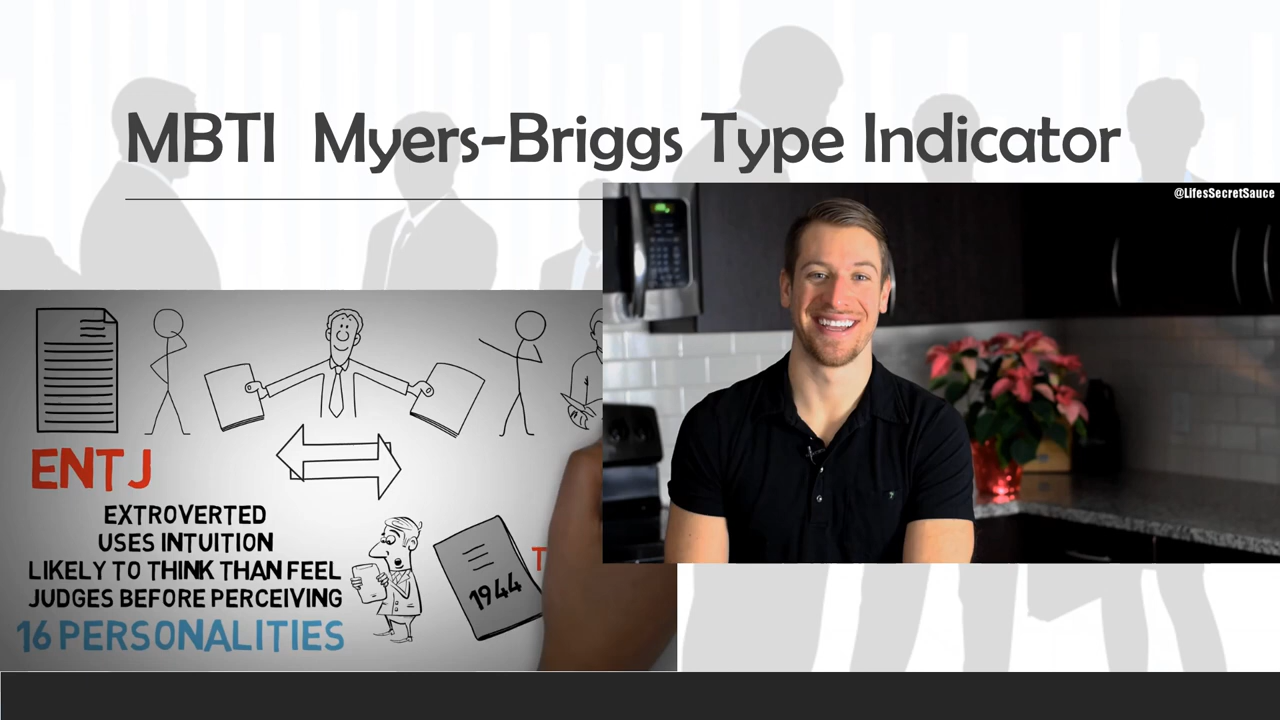 MBTI Myers-Briggs Type Indicator
@LifesSecretSauce
ENTJ
EXTROVERTED
USES INTUITION
LIKELY TO THINK THAN FEEL
JUDGES BEFORE PERCEIVING
16 PERSONALITIES
1944
T